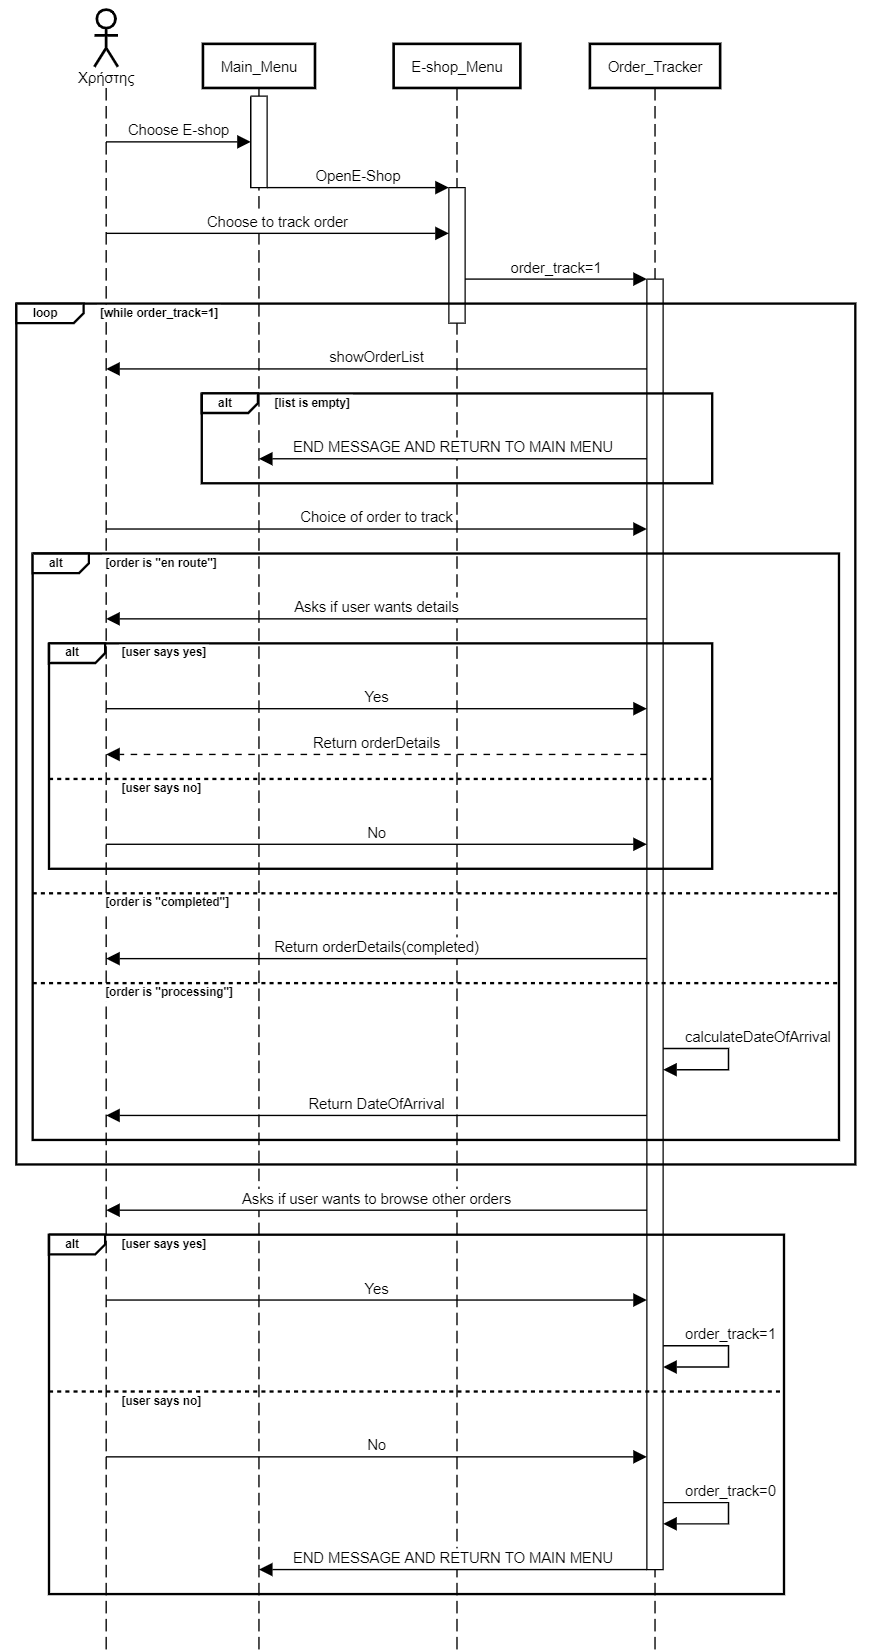 Χρήστης
Main_Menu
E-shop_Menu
Order_Tracker
Choose E-shop
OpenE-Shop
Choose to track order
order_track=1
loop
[while order_track=1]
showOrderList
alt
[list is empty]
END MESSAGE AND RETURN TO MAIN MENU
Choice of order to track
alt
[order is "en route"]
Asks if user wants details
alt
[user says yes]
Yes
Return orderDetails
[user says no]
No
[order is "completed"]
Return orderDetails(completed)
[order is "processing"]
calculateDateOfArrival
Return DateOfArrival
Asks if user wants to browse other orders
alt
[user says yes]
Yes
order_track=1
[user says no]
No
order_track=0
END MESSAGE AND RETURN TO MAIN MENU